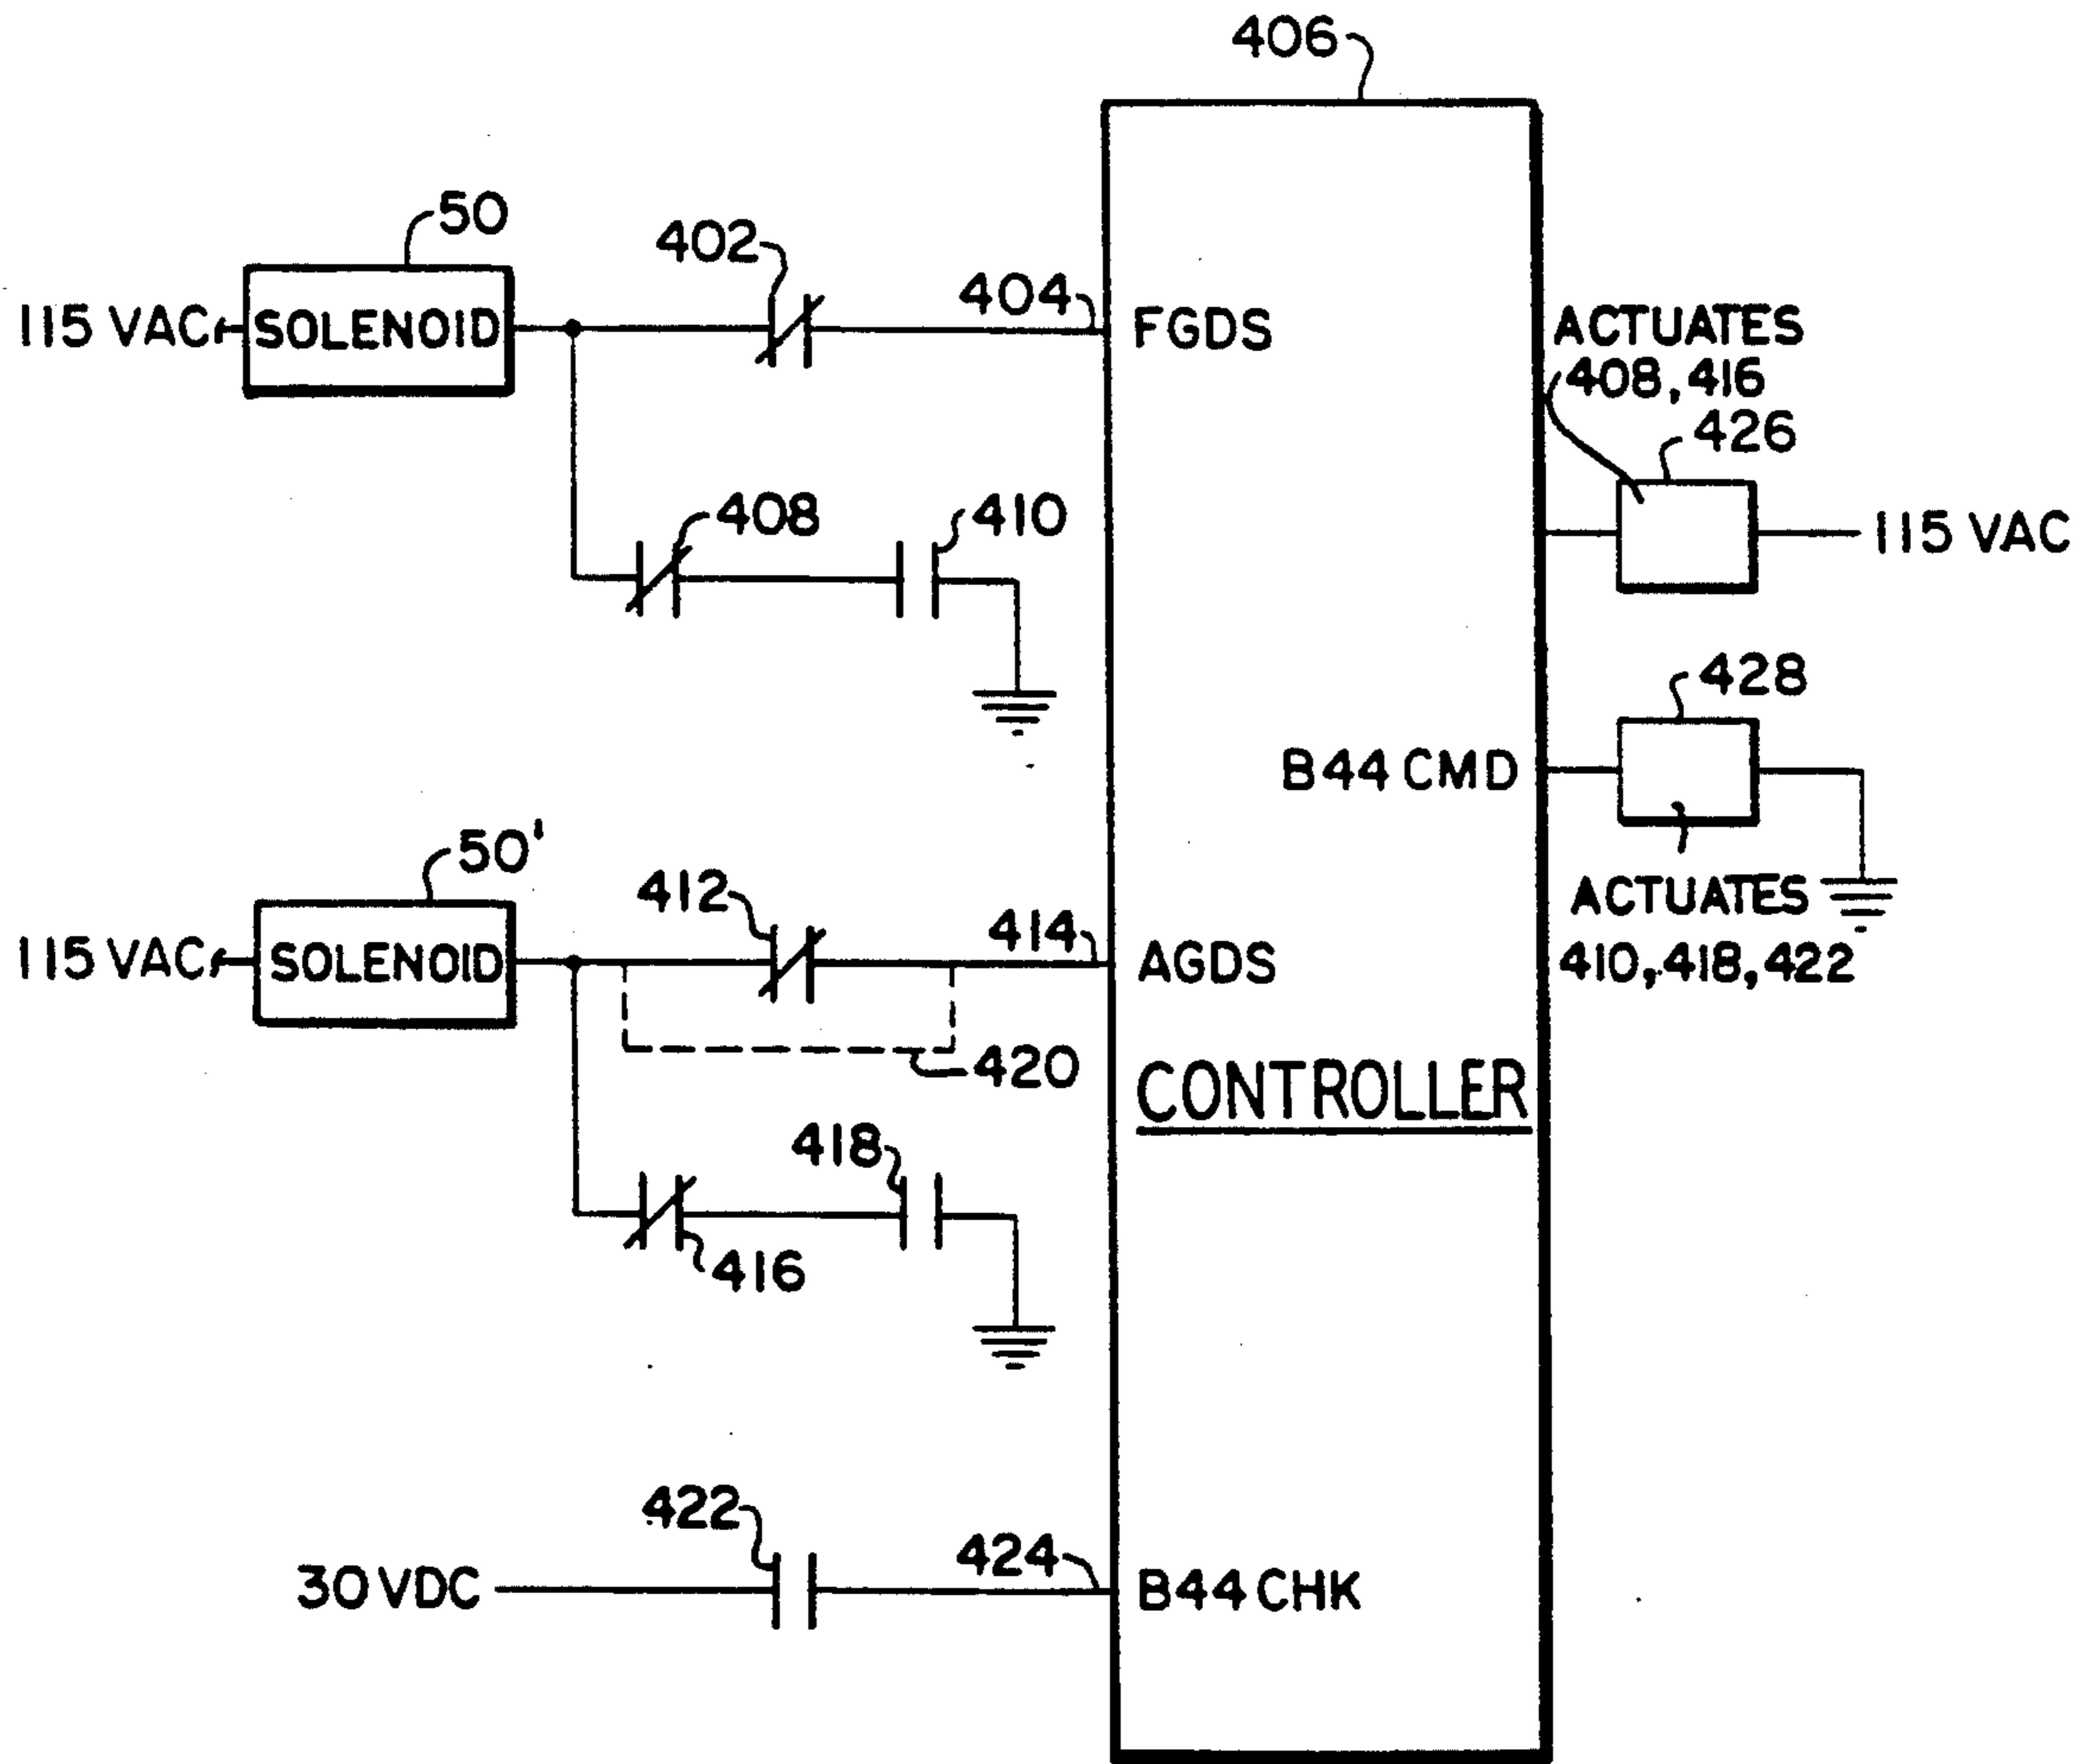 406
50
402
404
115 VAC
SOLENOID
FGDS
ACTUATES
408, 416
426
408
410
115 VAC
428
B44 CMD
50'
412
414
ACTUATES
410, 418, 422
115 VAC
SOLENOID
AGDS
420
CONTROLLER
418
416
422
424
30 VDC
B44 CHK